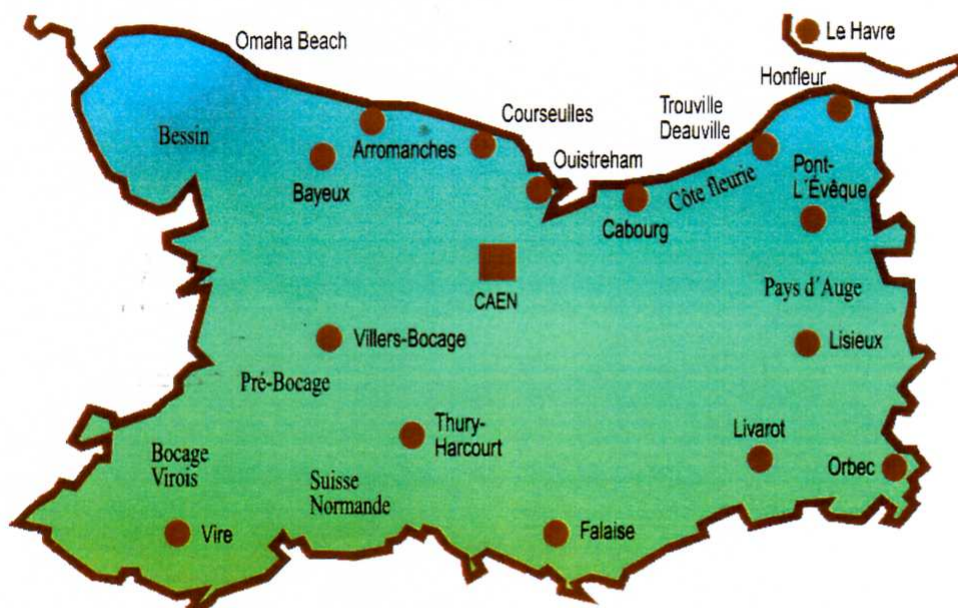 Omaha Beach
Le Havre
Honfleur
Courseulles
Trouville
Deauville
Bessin
Arromanches
Ouistreham
Pont-
L´Évêque
Bayeux
Côte fleurie
Cabourg
CAEN
Pays d´Auge
Villers-Bocage
Lisieux
Pré-Bocage
Thury-
Harcourt
Livarot
Bocage
Virois
Suisse
Normande
Orbec
Vire
Falaise